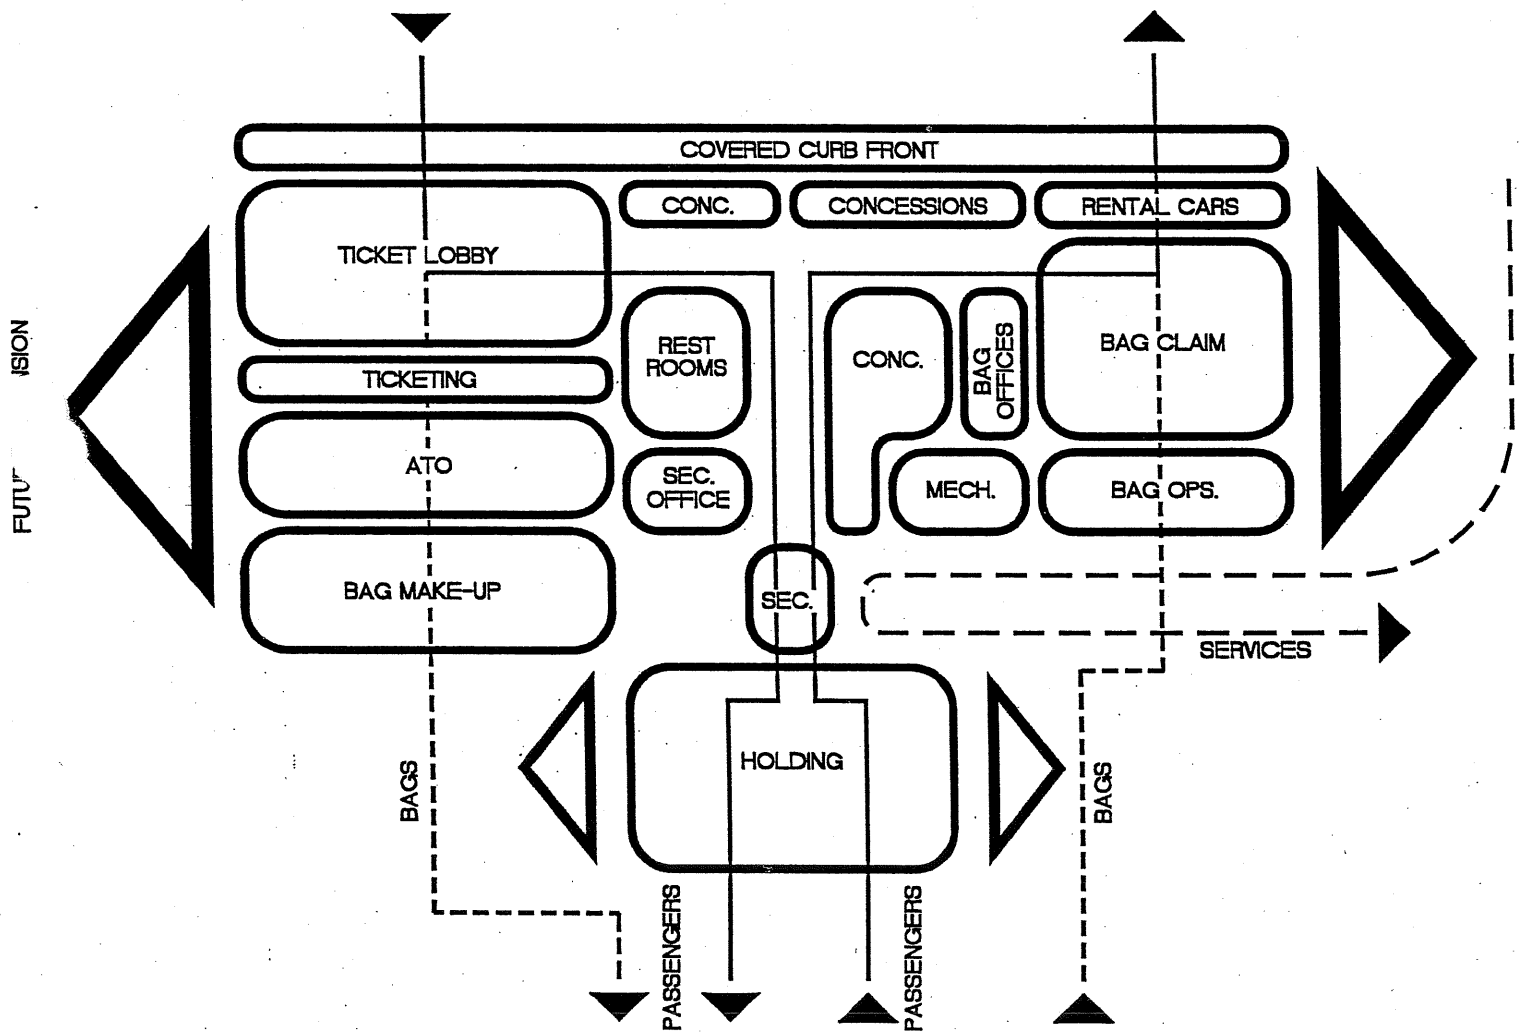 COVERED CURB FRONT
CONC.
CONCESSIONS
RENTAL CARS
TICKET LOBBY
REST
ROOMS
CONC.
BAG
OFFICES
BAG CLAIM
TICKETING
ATO
SEC.
OFFICE
MECH.
BAG OPS.
BAG MAKE-UP
SEC.
SERVICES
HOLDING
BAGS
BAGS
PASSENGERS
PASSENGERS